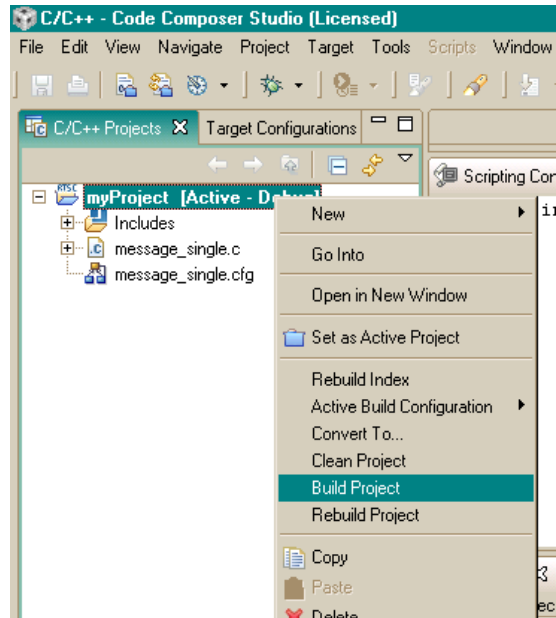 C/C++ - Code Composer Studio (Licensed)
File Edit View Navigate Project Target Tools Scripts Window
C/C++ Projects Target Configurations
Scripting Con
RTSC
myProject [Active - Debug]
Includes
message_single.c
message_single.cfg
New
Go Into
Open in New Window
Set as Active Project
Rebuild Index
Active Build Configuration
Convert To...
Clean Project
Build Project
Rebuild Project
Copy
Paste
Delete